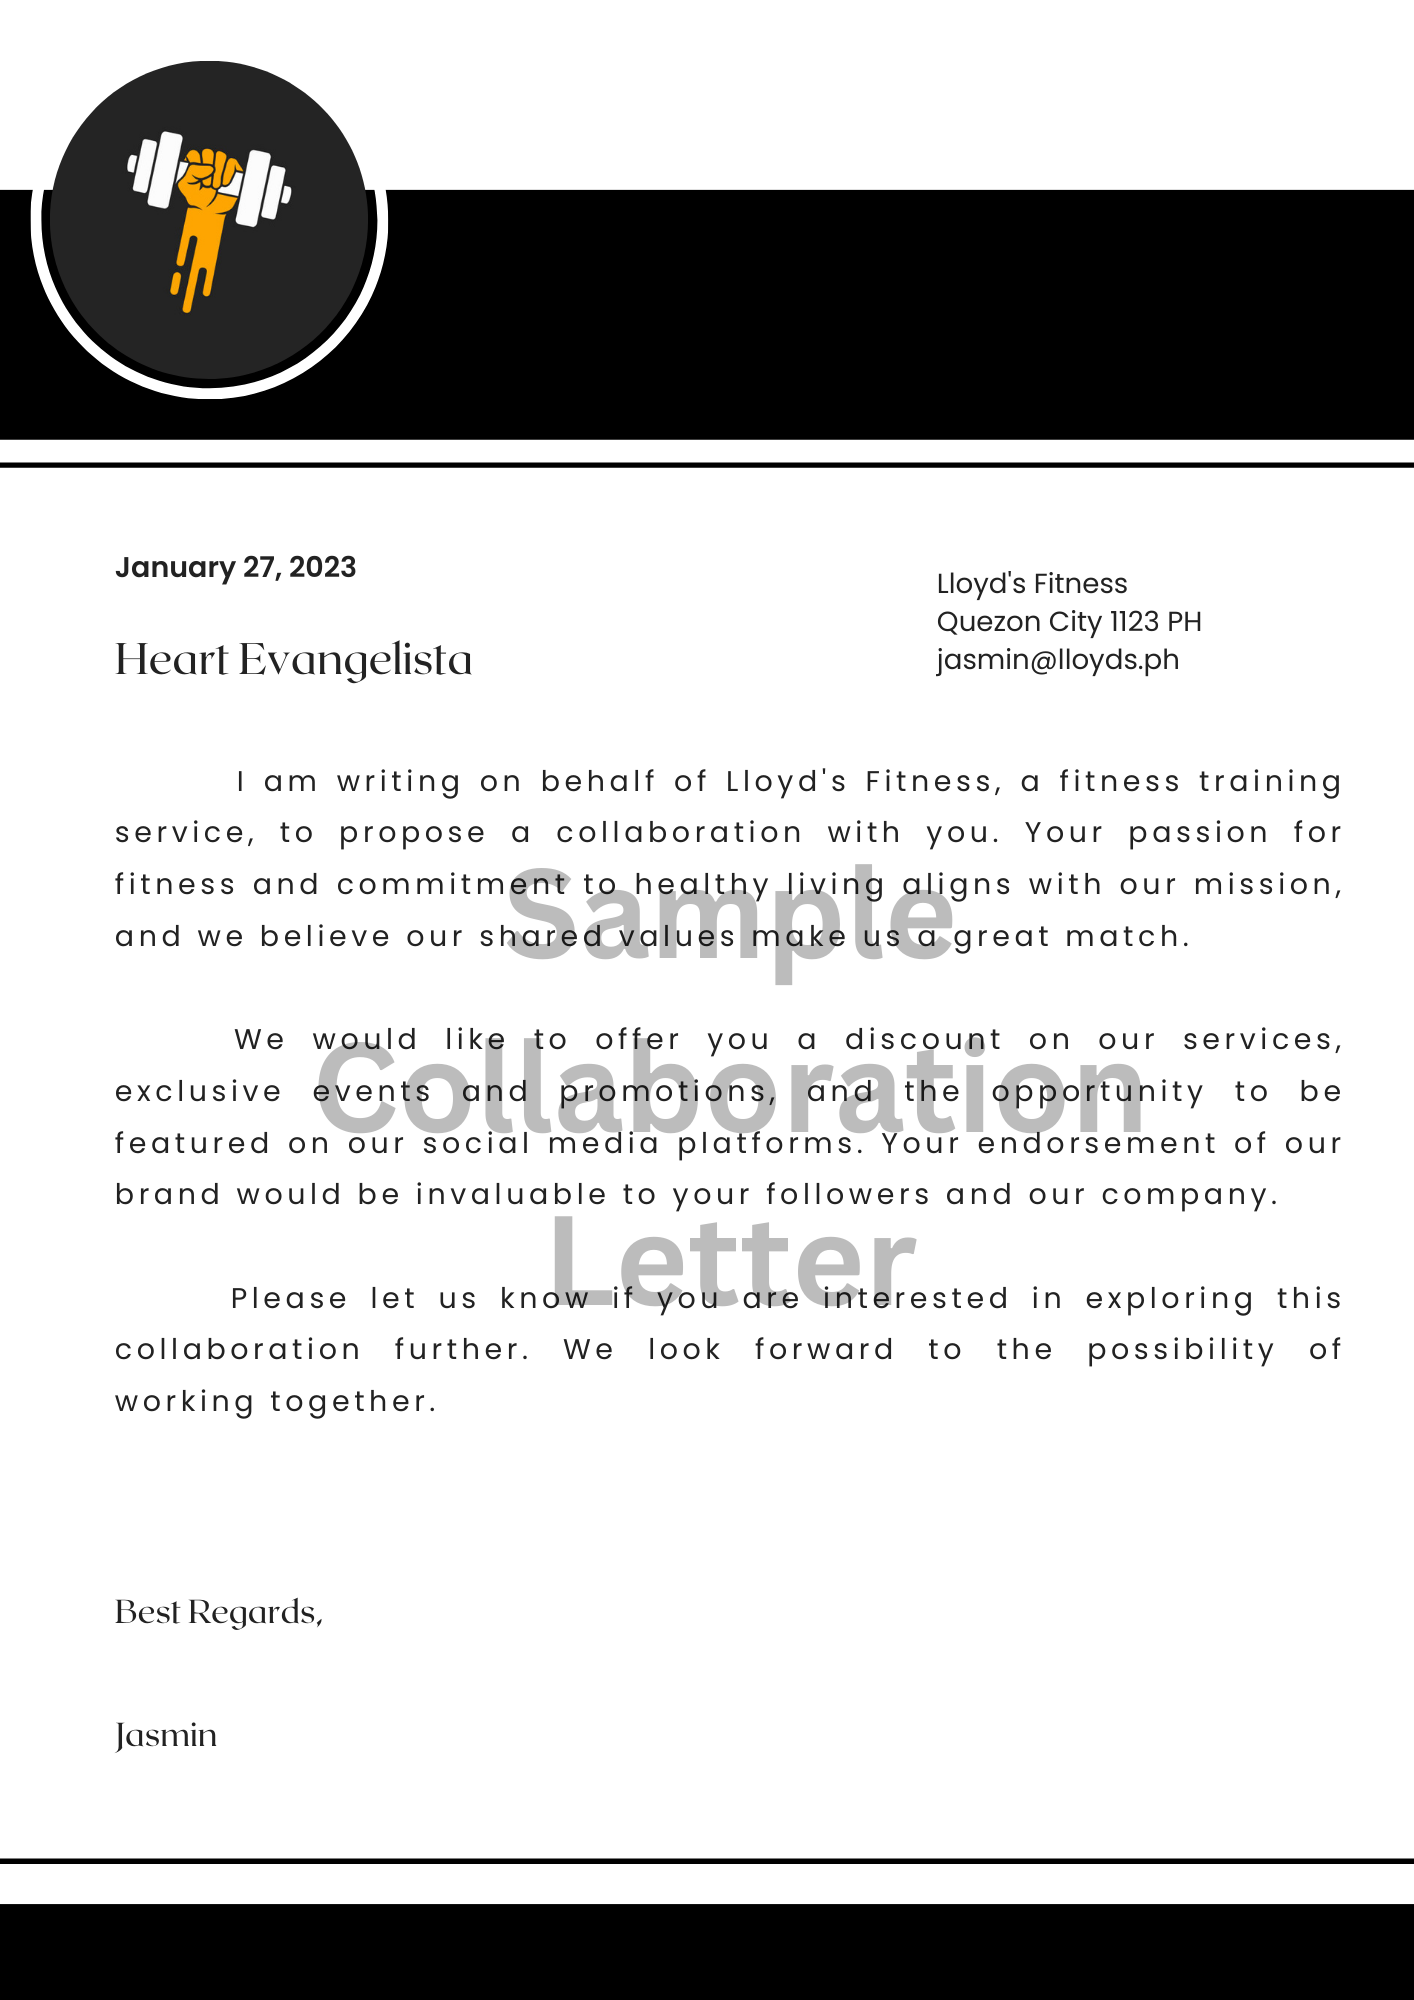 January 27, 2023
Heart Evangelista
Lloyd's Fitness
Quezon City 1123 PH
jasmin@lloyds.ph
I am writing on behalf of Lloyd's Fitness, a fitness training
service, to propose a collaboration with you. Your passion for
fitness and commitment to healthy living aligns with our mission,
and we believe our shared values make us a great match.
We would like to offer you a discount on our services,
exclusive events and promotions, and the opportunity to be
featured on our social media platforms. Your endorsement of our
brand would be invaluable to your followers and our company.
Please let us know if you are interested in exploring this
collaboration further. We look forward to the possibility of
working together.
Sample
Collaboration
Letter
Best Regards,
Jasmin